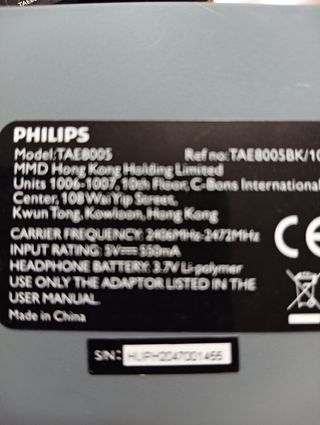 PHILIPS
Model:TAE8005 Ref no:TAE8005BK/10
MMD Hong Kong Holding Limited
Units 1006-1007, 10th Floor, C-Bons International
Center, 108 Wai Yip Street,
Kwun Tong, Kowloon, Hong Kong
CARRIER FREQUENCY: 2406MHz-2472MHz
INPUT RATING: 5V⎓550mA
HEADPHONE BATTERY: 3.7V Li-polymer
USE ONLY THE ADAPTOR LISTED IN THE
USER MANUAL.
Made in China
CE
S/N: HUPH2047001466